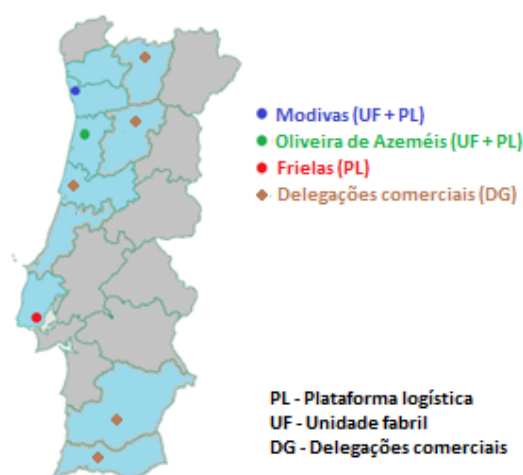 Modivas (UF + PL)
Oliveira de Azeméis (UF + PL)
Frielas (PL)
Delegações comerciais (DG)
PL - Plataforma logística
UF - Unidade fabril
DG - Delegações comerciais